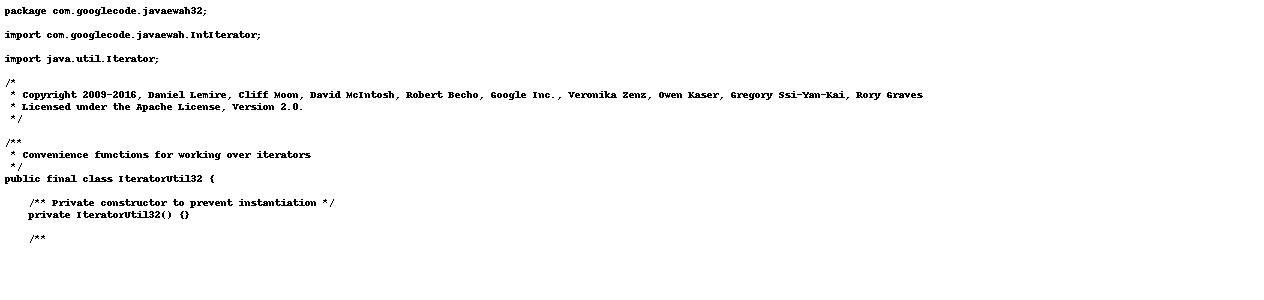 package com.googlecode.javaewah32;
import com.googlecode.javaewah.IntIterator;
import java.util.Iterator;
/*
 * Copyright 2009-2016, Daniel Lemire, Cliff Moon, David McIntosh, Robert Becho, Google Inc., Veronika Zenz, Owen Kaser, Gregory Ssi-Yan-Kai, Rory Graves
 * Licensed under the Apache License, Version 2.0.
 */
/**
 * Convenience functions for working over iterators
 */
public final class IteratorUtil32 {
    /** Private constructor to prevent instantiation */
    private IteratorUtil32() {}
    /**